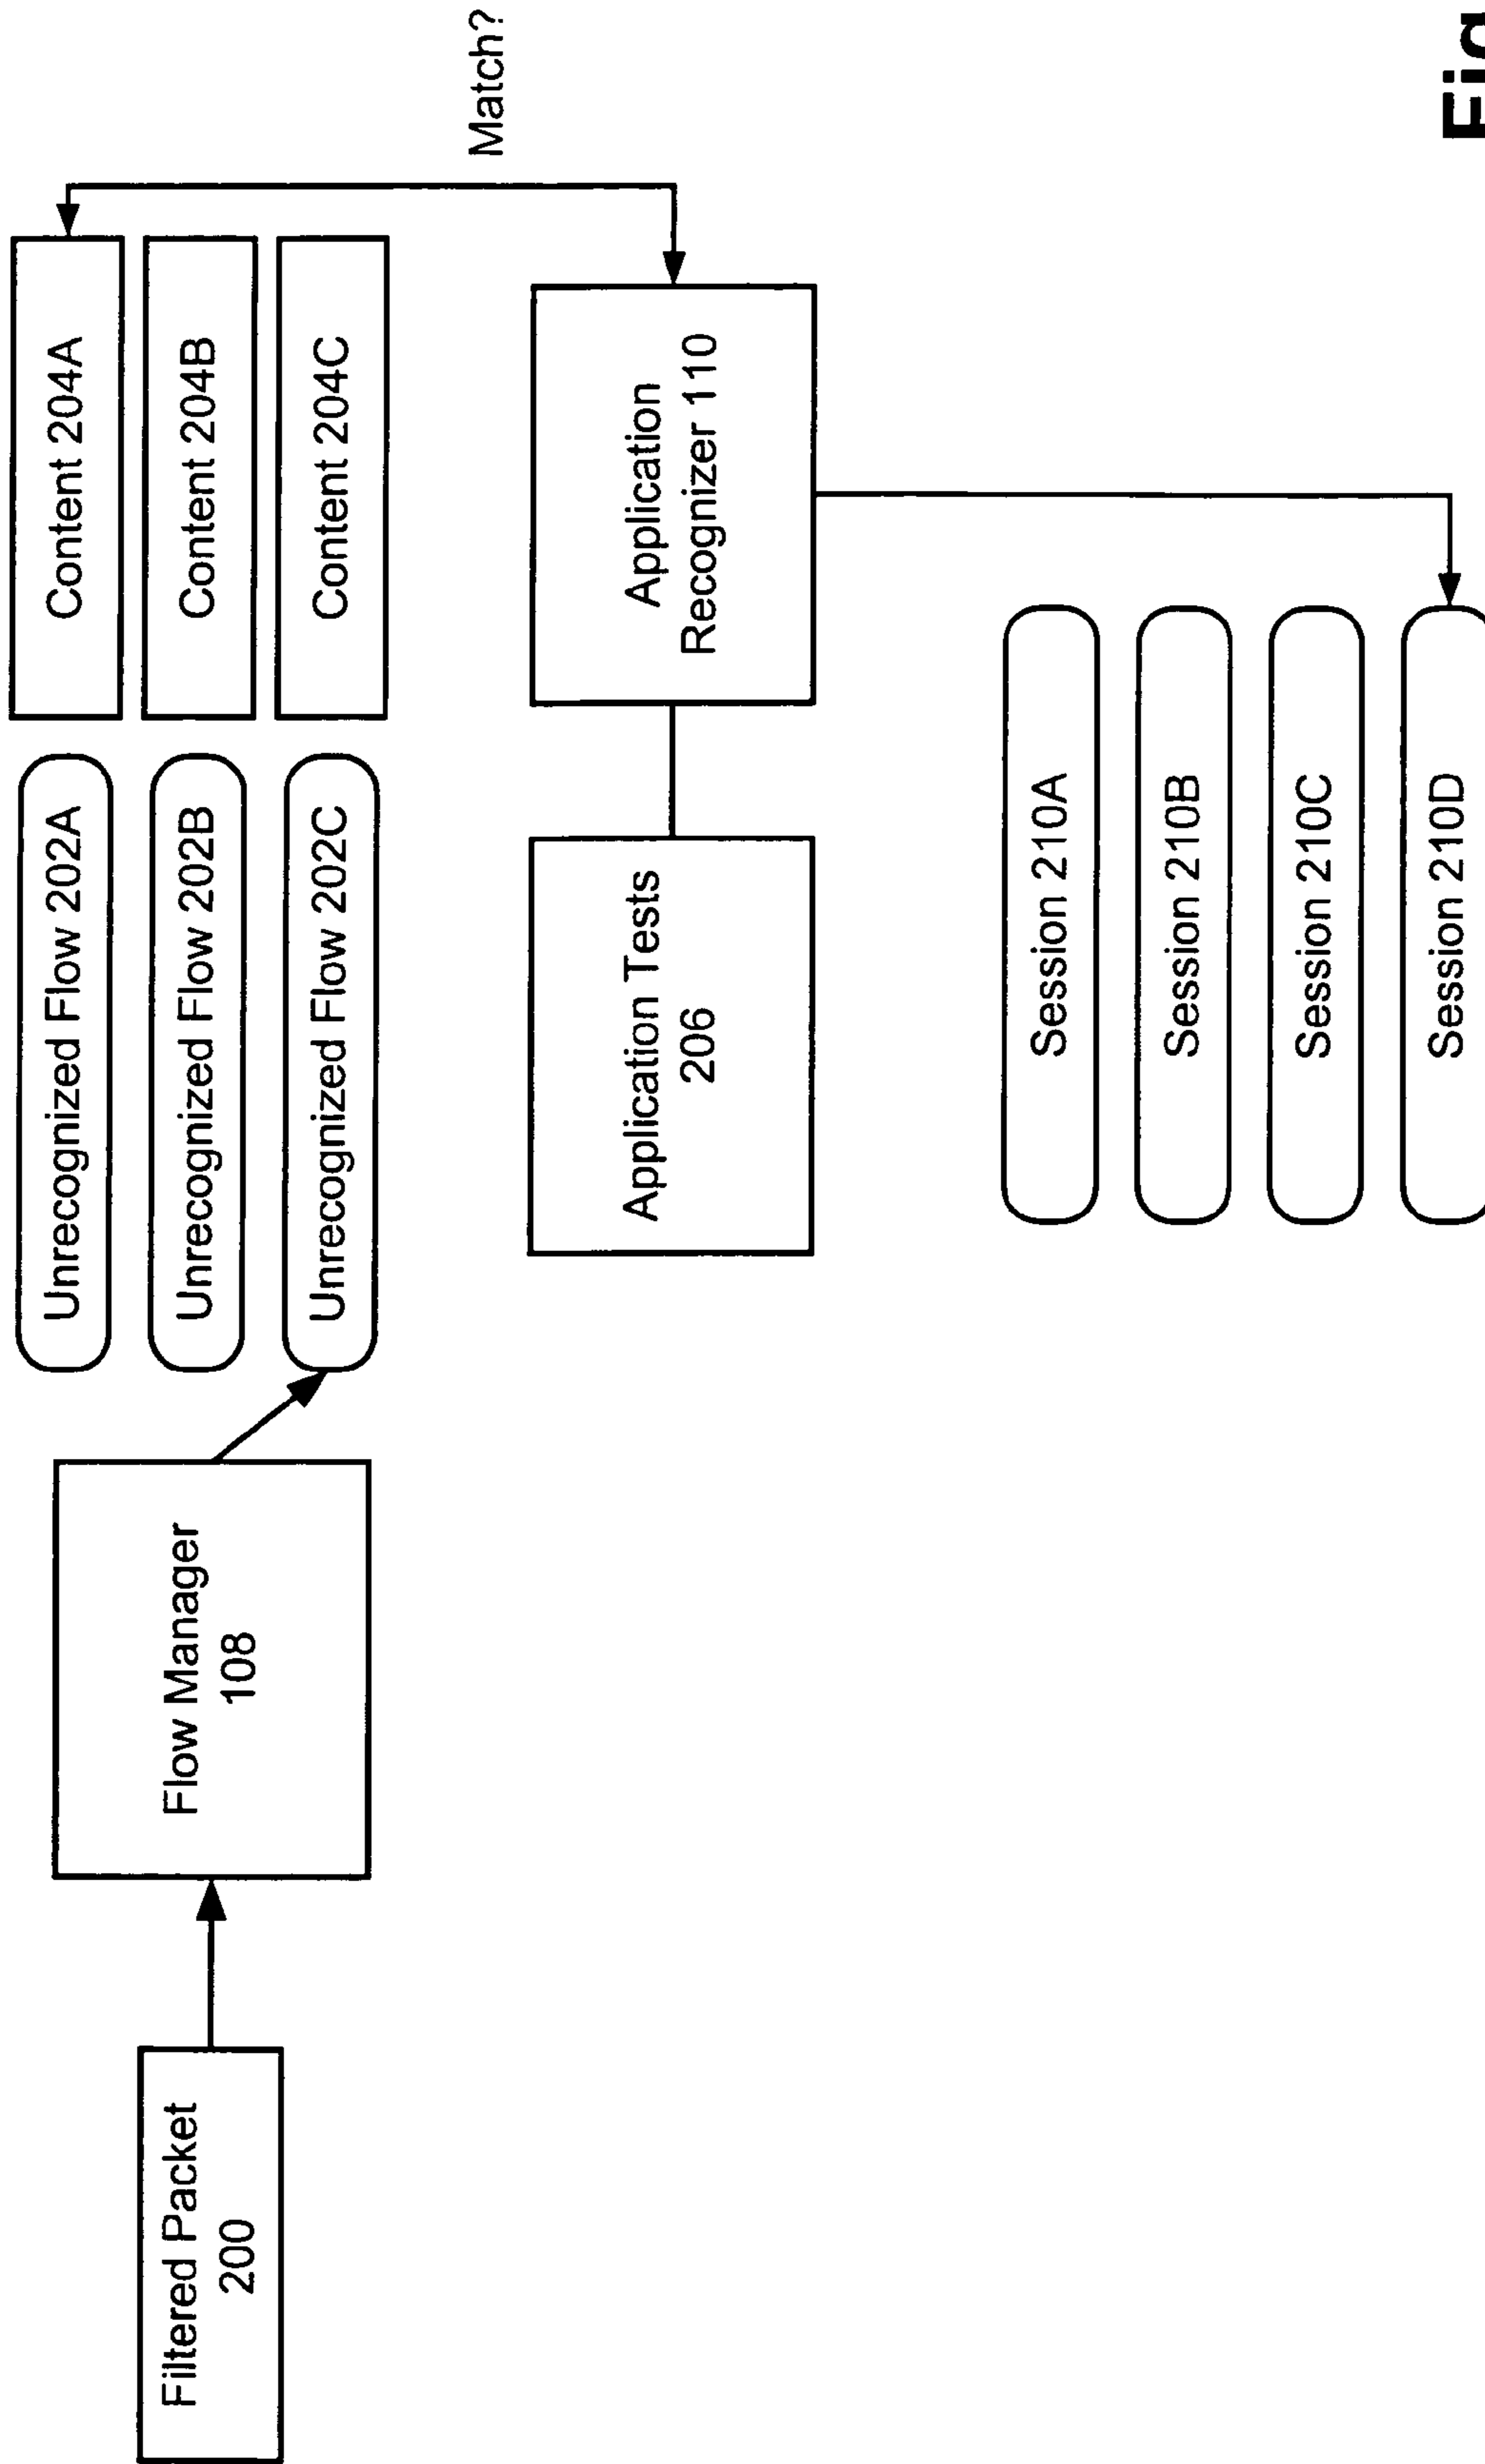 Filtered Packet
200
Flow Manager
108
Unrecognized Flow 202A
Content 204A
Unrecognized Flow 202B
Content 204B
Unrecognized Flow 202C
Content 204C
Match?
Application Tests
206
Application
Recognizer 110
Session 210A
Session 210B
Session 210C
Session 210D